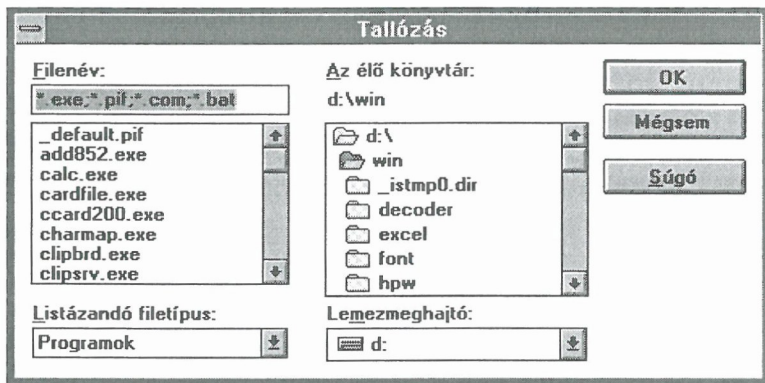 Tallózás
Filenév:
*.exe;*.pif;*.com;*.bat
_default.pif
add852.exe
calc.exe
cardfile.exe
ccard200.exe
charmap.exe
clipbrd.exe
clipsrv.exe
Listázandó filetípus:
Programok
Az élő könyvtár:
d:\win
d:\
win
_istmp0.dir
decoder
excel
font
hpw
Lemezmeghajtó:
d:
OK
Mégsem
Súgó